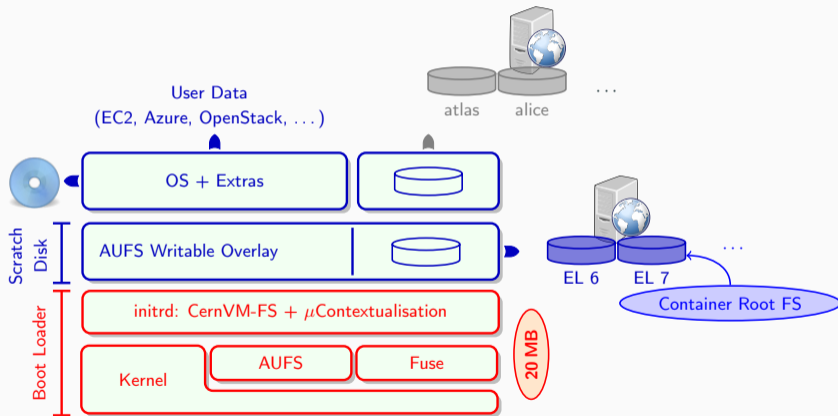 User Data
(EC2, Azure, OpenStack, ...)
atlas alice ...
OS + Extras
Scratch
Disk
AUFS Writable Overlay
EL 6 EL 7 ...
Container Root FS
Boot Loader
initrd: CernVM-FS + μContextualisation
Kernel
AUFS
Fuse
20 MB